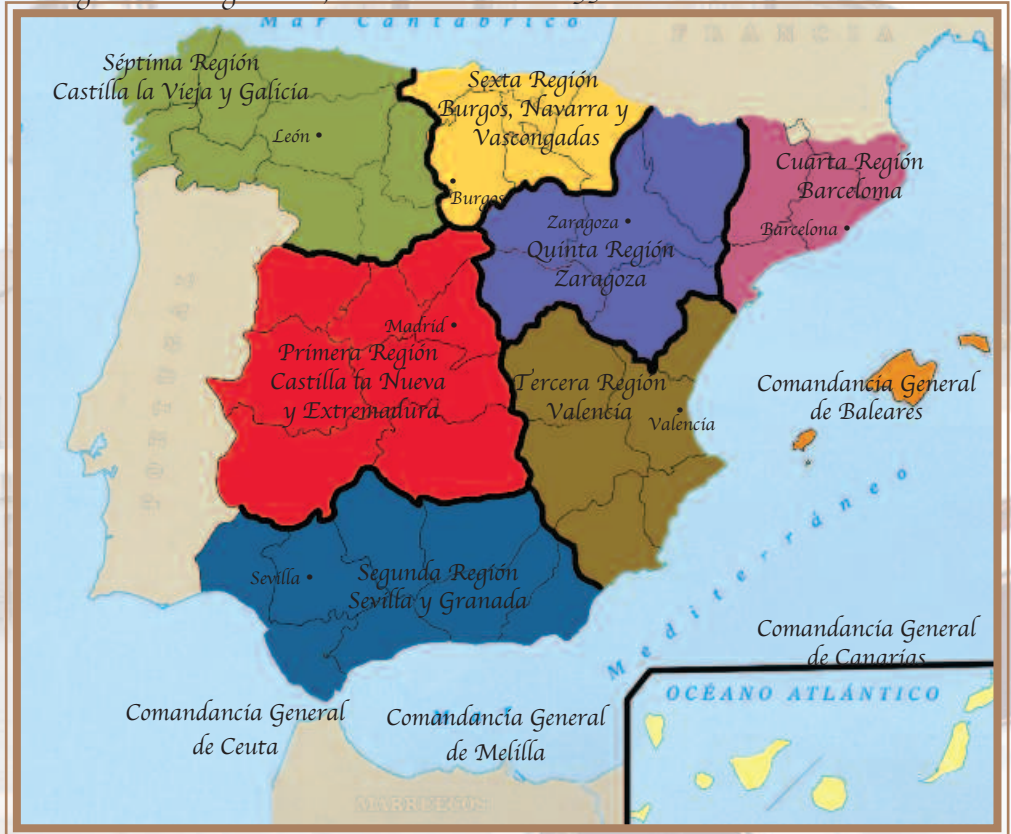 Mar Cantábrico
FRANCIA
Séptima Región
Castilla la Vieja y Galicia
León
Sexta Región
Burgos, Navarra y
Vascongadas
Burgos
Cuarta Región
Barceloma
Barcelona
Zaragoza
Quinta Región
Zaragoza
Madrid
Primera Región
Castilla la Nueva
y Extremadura
PORTUGAL
Tercera Región
Valencia
Valencia
Comandancia General
de Baleares
Sevilla
Segunda Región
Sevilla y Granada
Mar
Mediterráneo
Comandancia General
de Canarias
OCÉANO ATLÁNTICO
Comandancia General
de Ceuta
Comandancia General
de Melilla
MARRUECOS